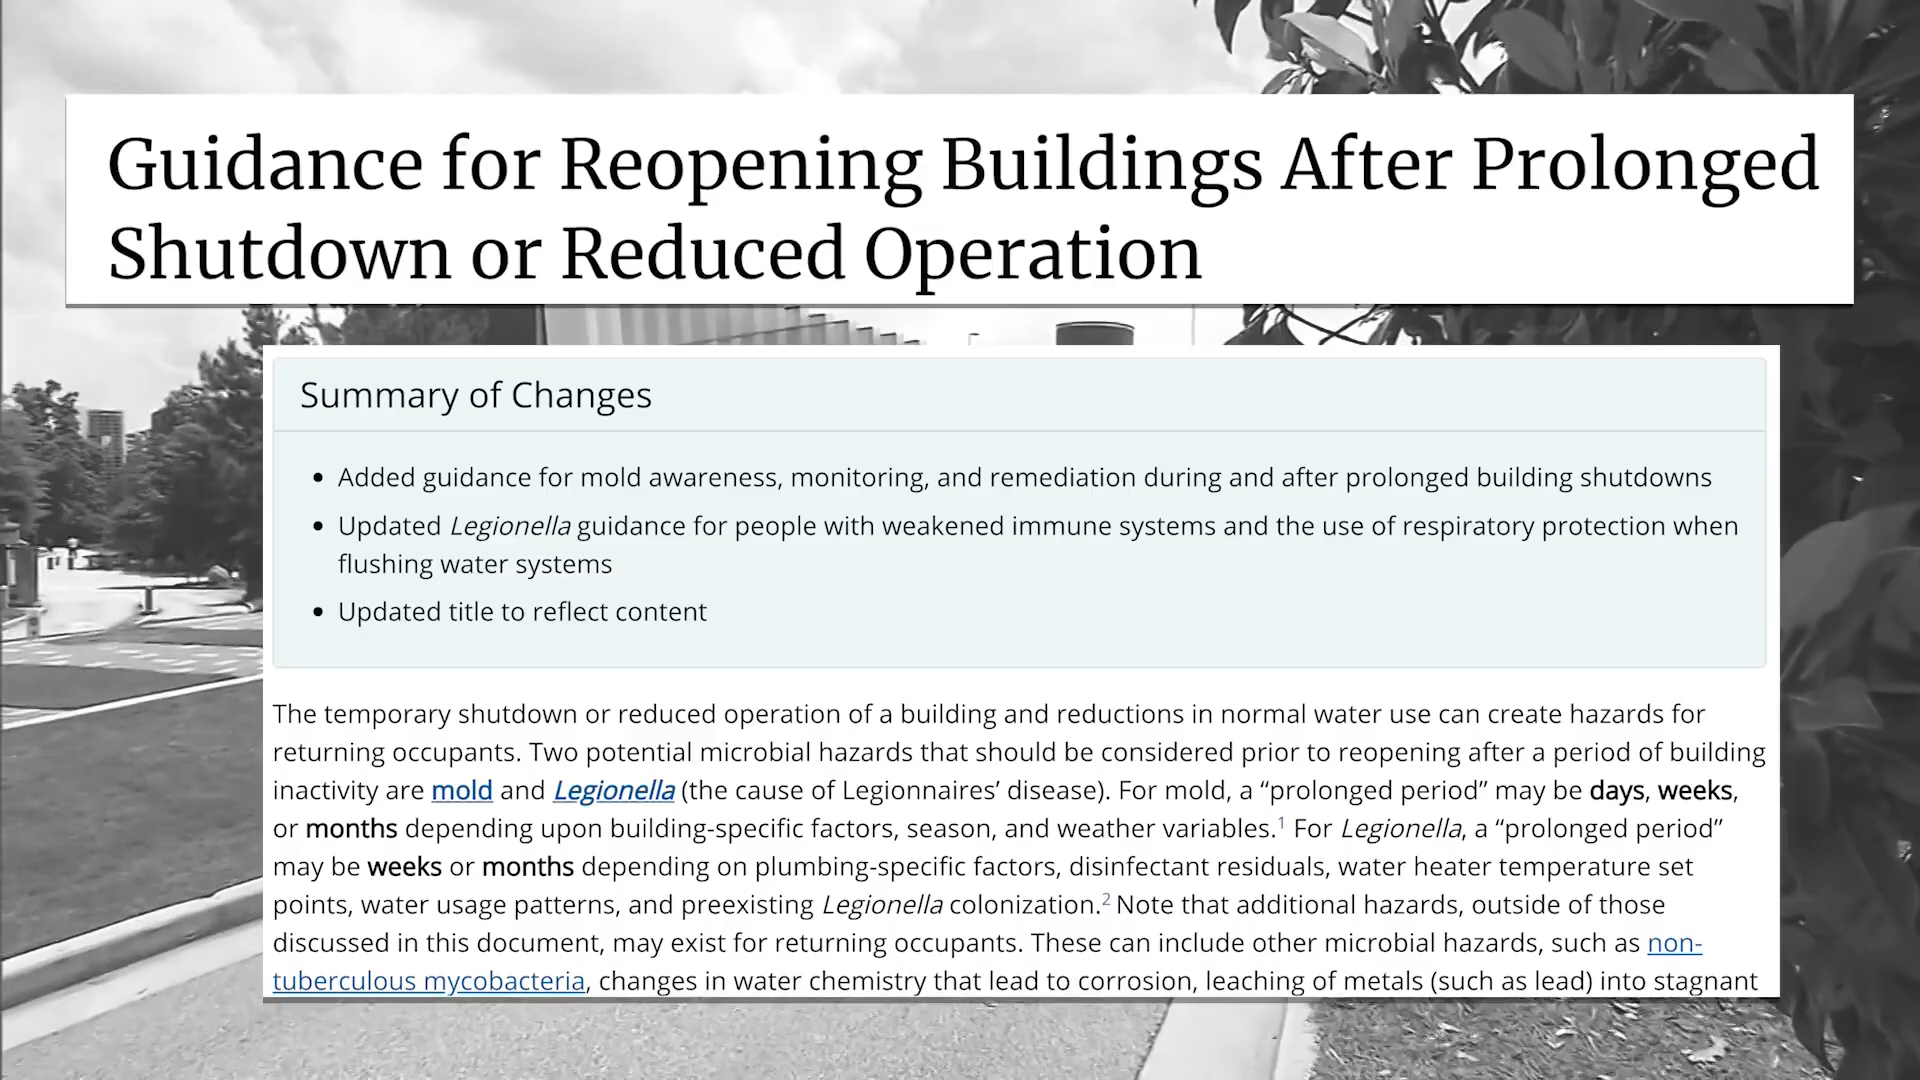 Guidance for Reopening Buildings After Prolonged
Shutdown or Reduced Operation
Summary of Changes
• Added guidance for mold awareness, monitoring, and remediation during and after prolonged building shutdowns
• Updated Legionella guidance for people with weakened immune systems and the use of respiratory protection when
flushing water systems
• Updated title to reflect content
The temporary shutdown or reduced operation of a building and reductions in normal water use can create hazards for
returning occupants. Two potential microbial hazards that should be considered prior to reopening after a period of building
inactivity are mold and Legionella (the cause of Legionnaires’ disease). For mold, a “prolonged period” may be days, weeks,
or months depending upon building-specific factors, season, and weather variables.1 For Legionella, a “prolonged period”
may be weeks or months depending on plumbing-specific factors, disinfectant residuals, water heater temperature set
points, water usage patterns, and preexisting Legionella colonization.2 Note that additional hazards, outside of those
discussed in this document, may exist for returning occupants. These can include other microbial hazards, such as non-
tuberculous mycobacteria, changes in water chemistry that lead to corrosion, leaching of metals (such as lead) into stagnant